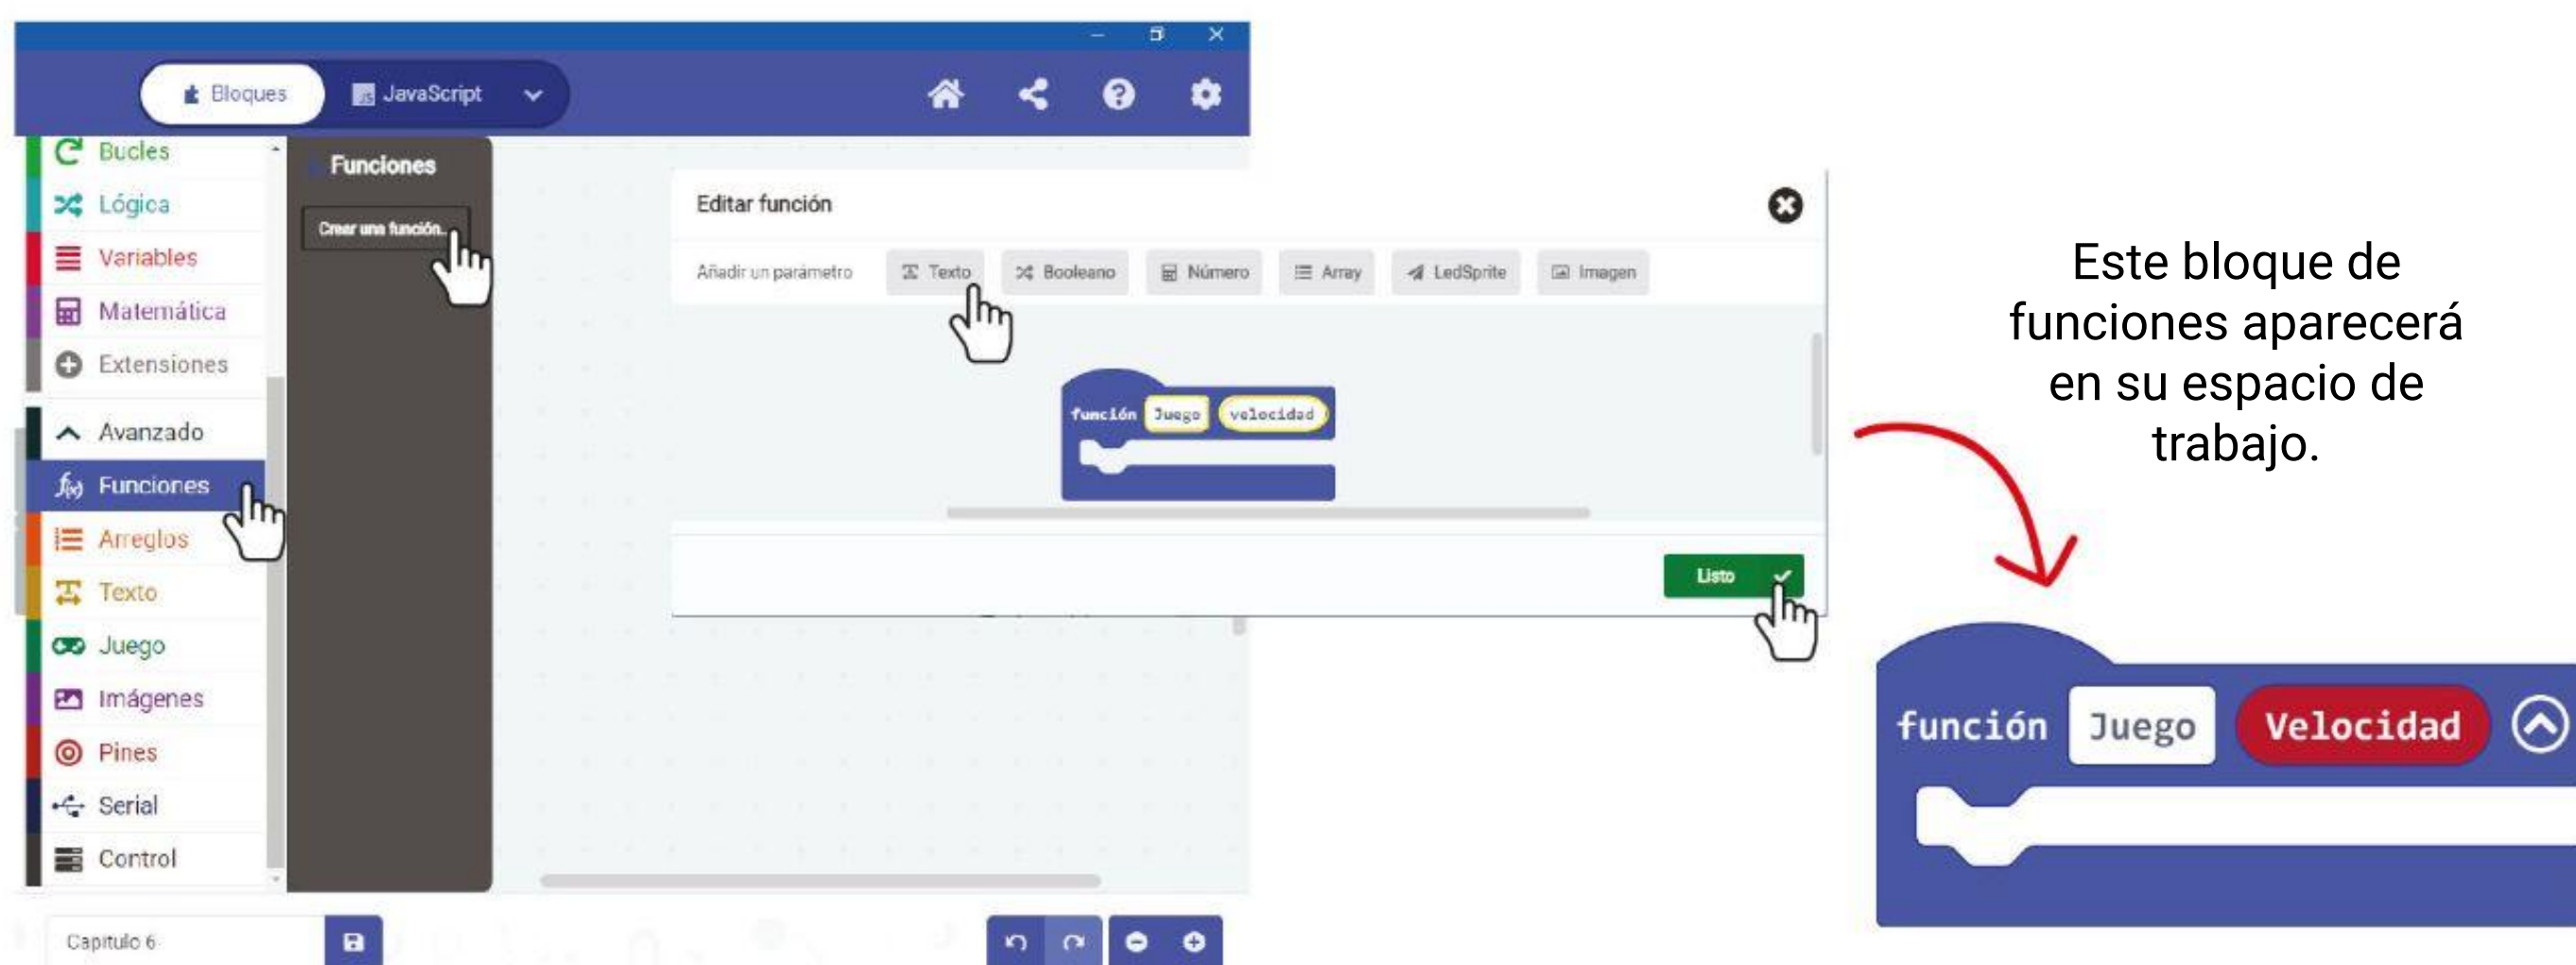 Bloques
JavaScript
Bucles
Lógica
Variables
Matemática
Extensiones
Avanzado
Funciones
Arreglos
Texto
Juego
Imágenes
Pines
Serial
Control
Funciones
Crear una función...
Editar función
Añadir un parámetro
Texto
Booleano
Número
Array
LedSprite
Imagen
función Juego velocidad
Listo
Capitulo 6
Este bloque de
funciones aparecerá
en su espacio de
trabajo.
función Juego Velocidad